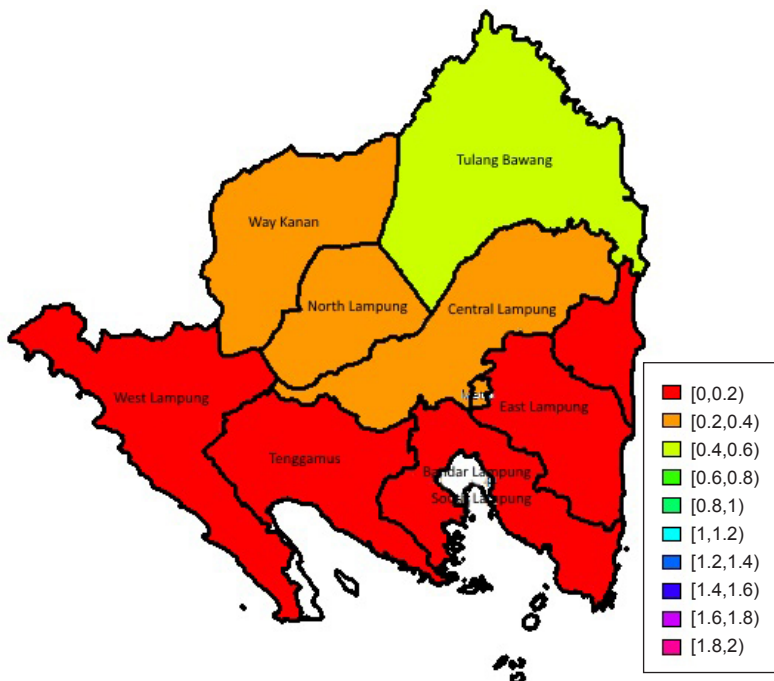 Tulang Bawang
Way Kanan
North Lampung
Central Lampung
West Lampung
East Lampung
Tenggamus
Bandar Lampung
Lampung
[0,0.2)
[0.2,0.4)
[0.4,0.6)
[0.6,0.8)
[0.8,1)
[1,1.2)
[1.2,1.4)
[1.4,1.6)
[1.6,1.8)
[1.8,2)